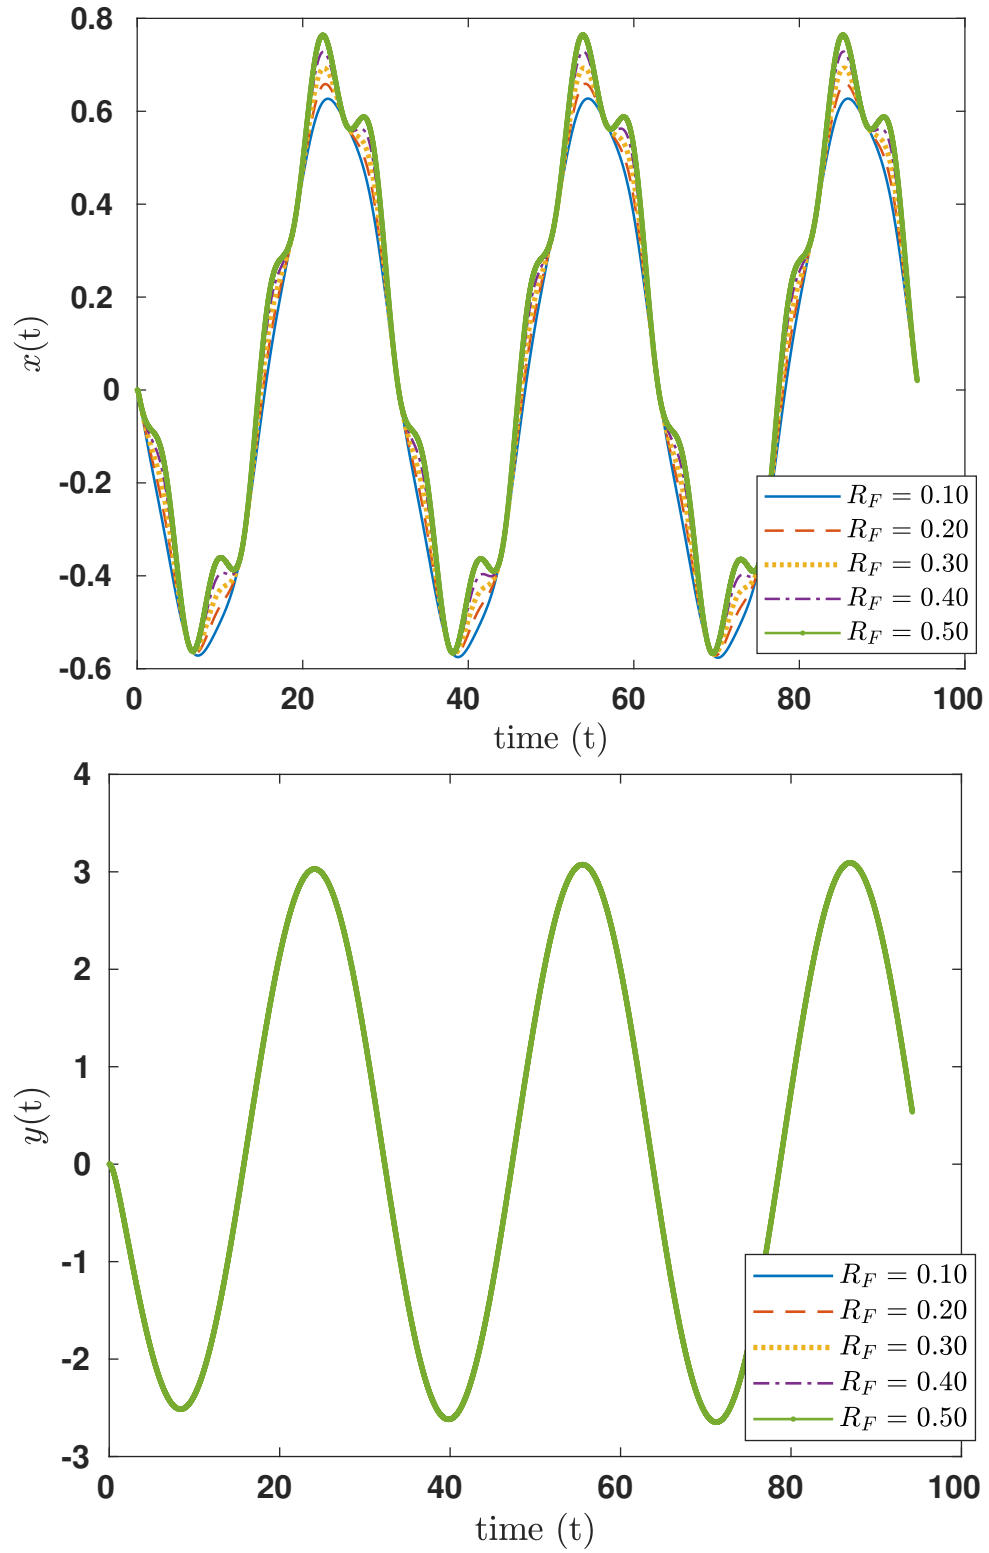 0.8
0.6
0.4
0.2
0
-0.2
-0.4
-0.6
x(t)
0 20 40 60 80 100
time (t)
R_F = 0.10
R_F = 0.20
R_F = 0.30
R_F = 0.40
R_F = 0.50
4
3
2
1
0
-1
-2
-3
y(t)
0 20 40 60 80 100
time (t)
R_F = 0.10
R_F = 0.20
R_F = 0.30
R_F = 0.40
R_F = 0.50